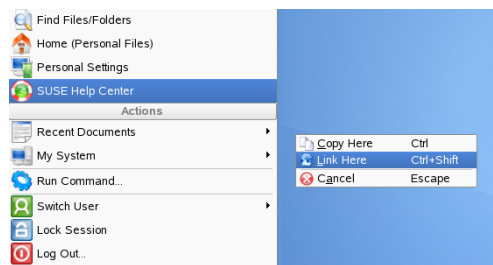 Find Files/Folders
Home (Personal Files)
Personal Settings
SUSE Help Center
Actions
Recent Documents
My System
Run Command...
Switch User
Lock Session
Log Out...
Copy Here Ctrl
Link Here Ctrl+Shift
Cancel Escape